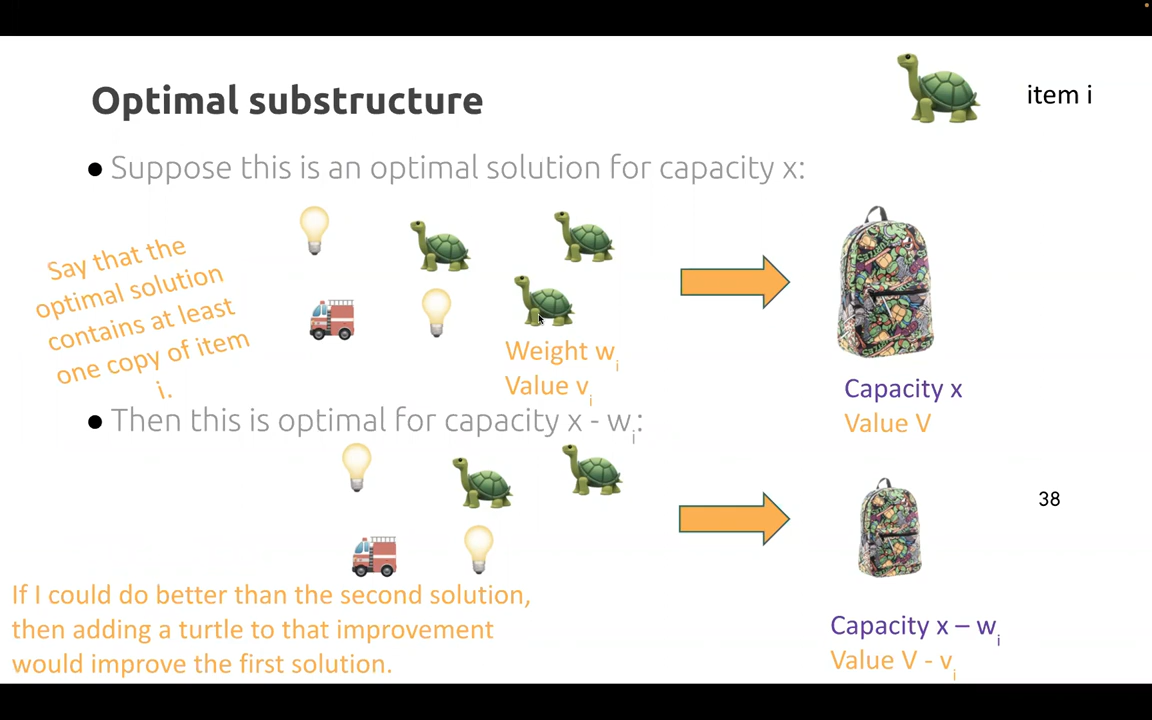 Optimal substructure
item i
● Suppose this is an optimal solution for capacity x:
Say that the
optimal solution
contains at least
one copy of item
i.
Weight wᵢ
Value vᵢ
Capacity x
Value V
● Then this is optimal for capacity x - wᵢ:
38
If I could do better than the second solution,
then adding a turtle to that improvement
would improve the first solution.
Capacity x – wᵢ
Value V - vᵢ